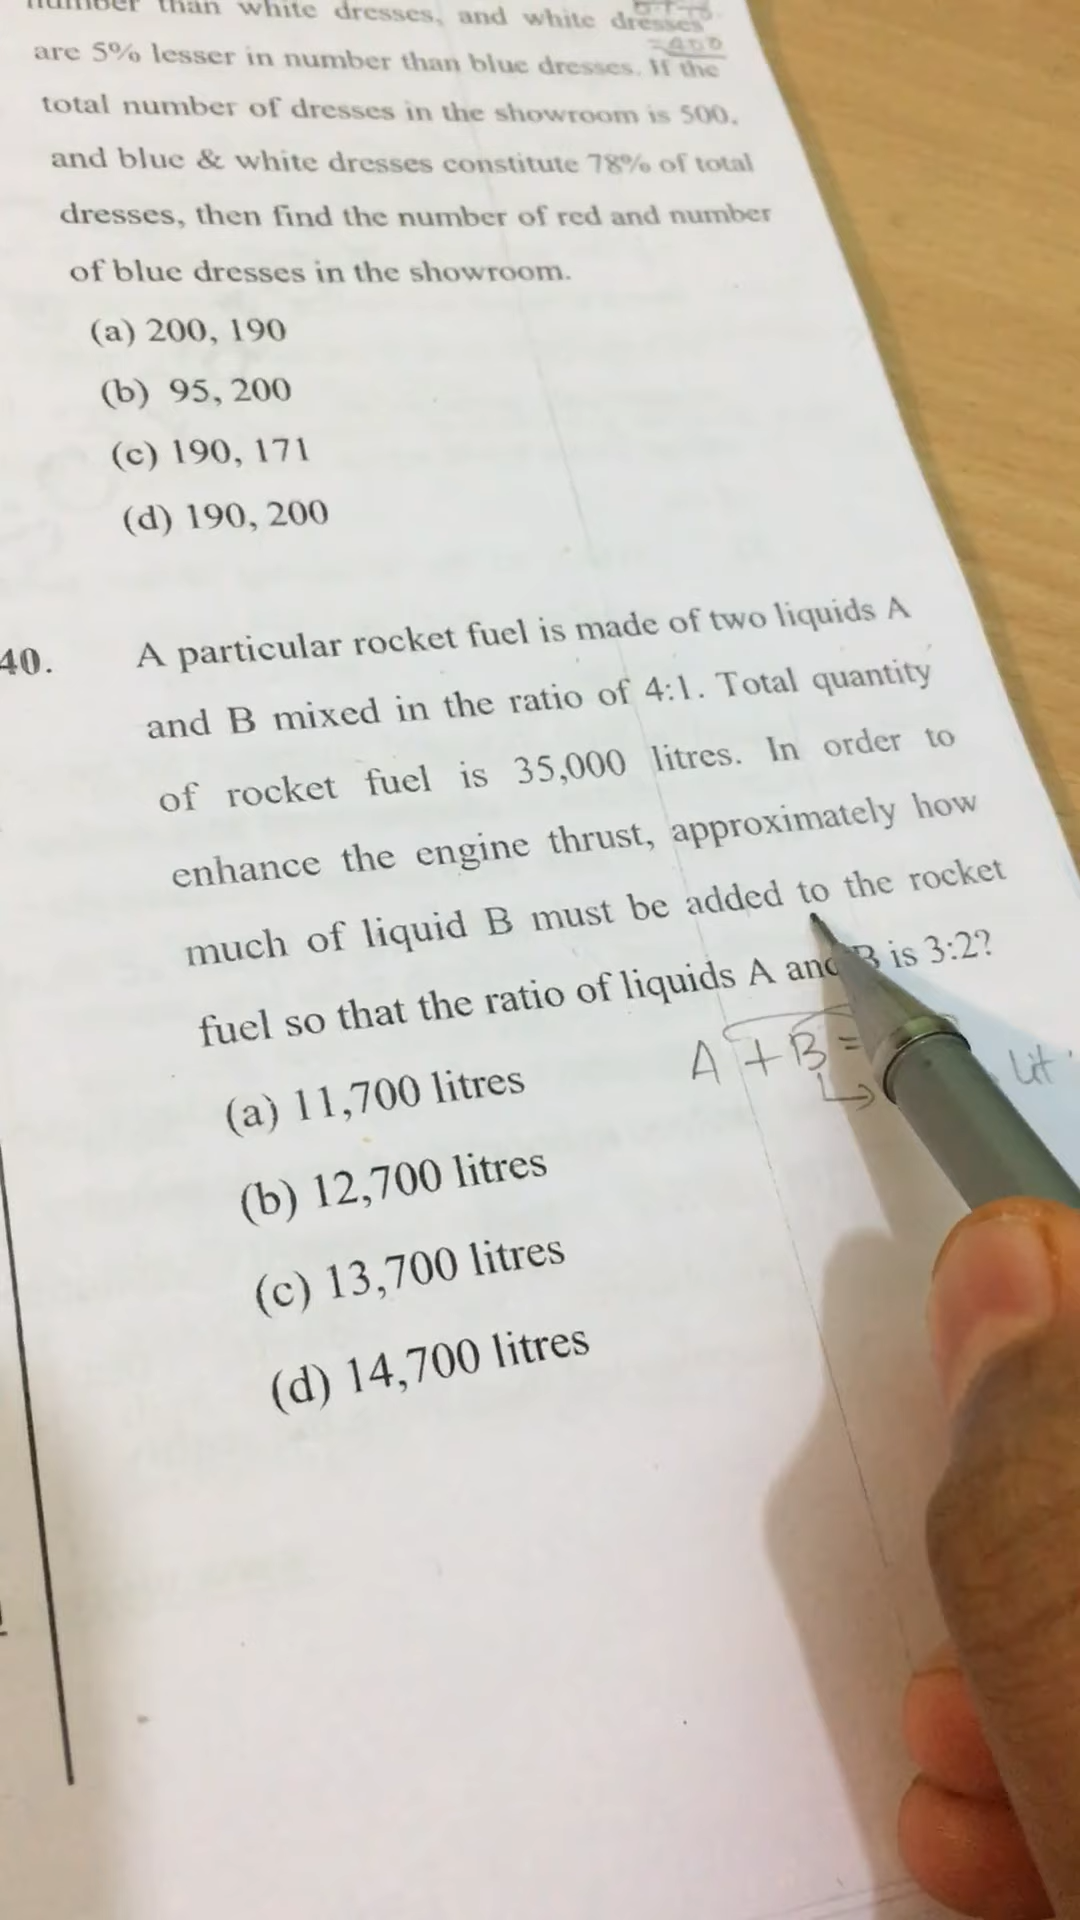 than white dresses, and white dresses
=400
are 5% lesser in number than blue dresses. If the
total number of dresses in the showroom is 500,
and blue & white dresses constitute 78% of total
dresses, then find the number of red and number
of blue dresses in the showroom.
(a) 200, 190
(b) 95, 200
(c) 190, 171
(d) 190, 200
40. A particular rocket fuel is made of two liquids A
and B mixed in the ratio of 4:1. Total quantity
of rocket fuel is 35,000 litres. In order to
enhance the engine thrust, approximately how
much of liquid B must be added to the rocket
fuel so that the ratio of liquids A and B is 3:2?
A + B = Lit
(a) 11,700 litres
(b) 12,700 litres
(c) 13,700 litres
(d) 14,700 litres